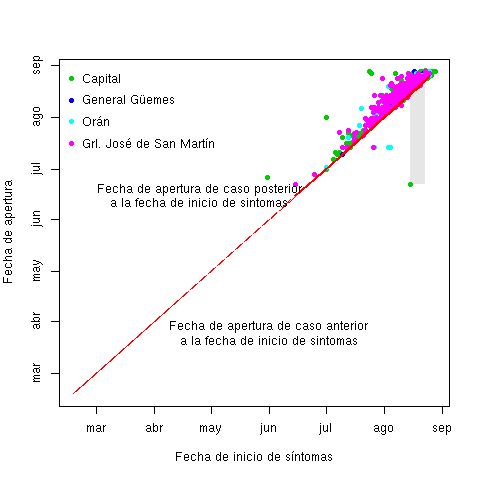 Capital
General Güemes
Orán
Grl. José de San Martín
Fecha de apertura de caso posterior
a la fecha de inicio de sintomas
Fecha de apertura de caso anterior
a la fecha de inicio de sintomas
Fecha de apertura
sep
ago
jul
jun
may
abr
mar
mar abr may jun jul ago sep
Fecha de inicio de síntomas